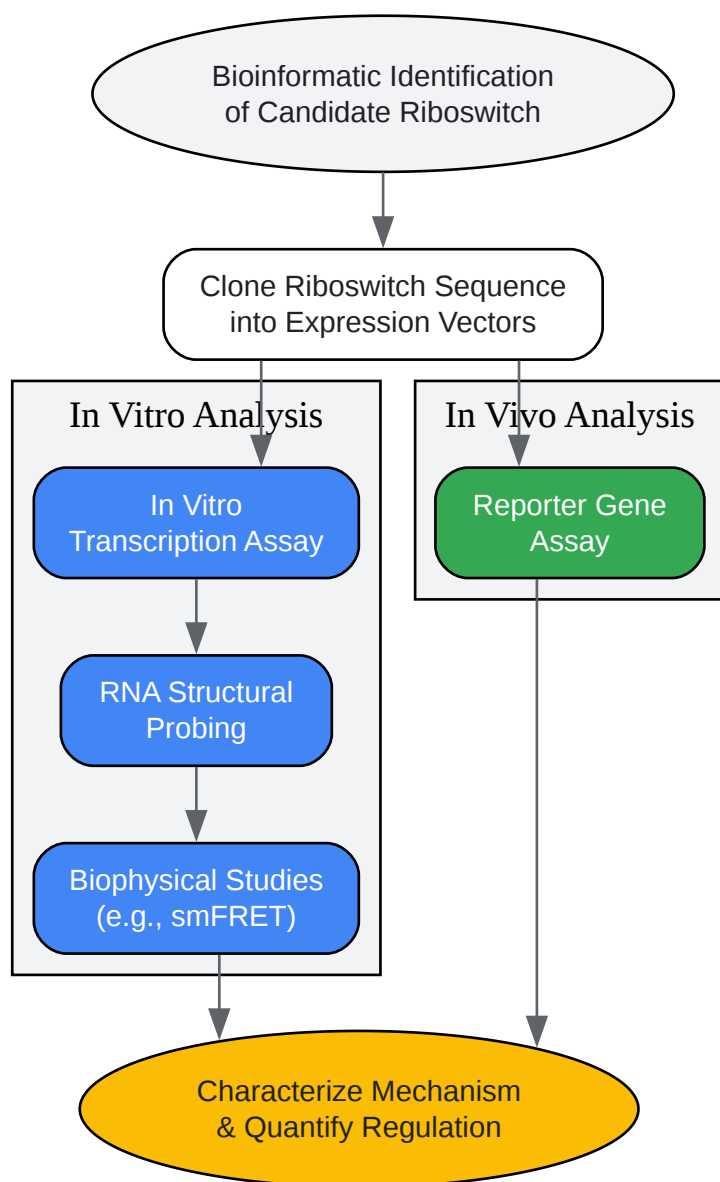 Bioinformatic Identification
of Candidate Riboswitch
Clone Riboswitch Sequence
into Expression Vectors
In Vitro Analysis
In Vitro
Transcription Assay
RNA Structural
Probing
Biophysical Studies
(e.g., smFRET)
In Vivo Analysis
Reporter Gene
Assay
Characterize Mechanism
& Quantify Regulation